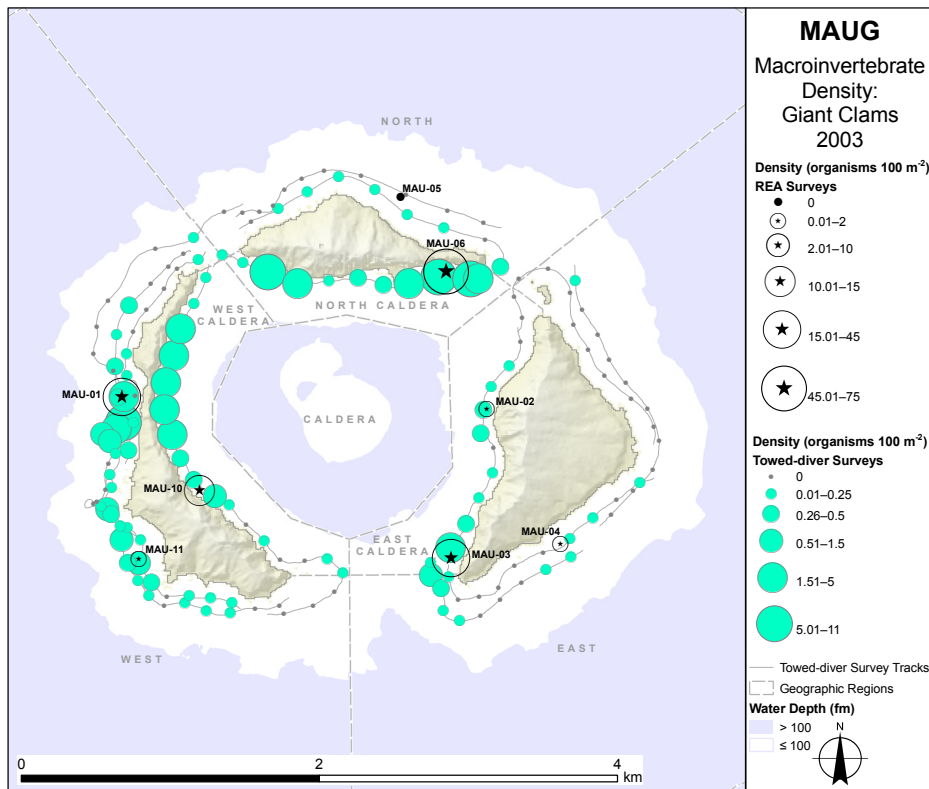 MAUG
Macroinvertebrate
Density:
Giant Clams
2003
Density (organisms 100 m-2)
REA Surveys
0
0.01–2
2.01–10
10.01–15
15.01–45
45.01–75
Density (organisms 100 m-2)
Towed-diver Surveys
0
0.01–0.25
0.26–0.5
0.51–1.5
1.51–5
5.01–11
Towed-diver Survey Tracks
Geographic Regions
Water Depth (fm)
> 100
≤ 100
N
NORTH
MAU-05
MAU-06
NORTH CALDERA
WEST
CALDERA
MAU-01
MAU-02
CALDERA
MAU-10
MAU-04
EAST
CALDERA
MAU-03
MAU-11
WEST
EAST
0
2
4
km